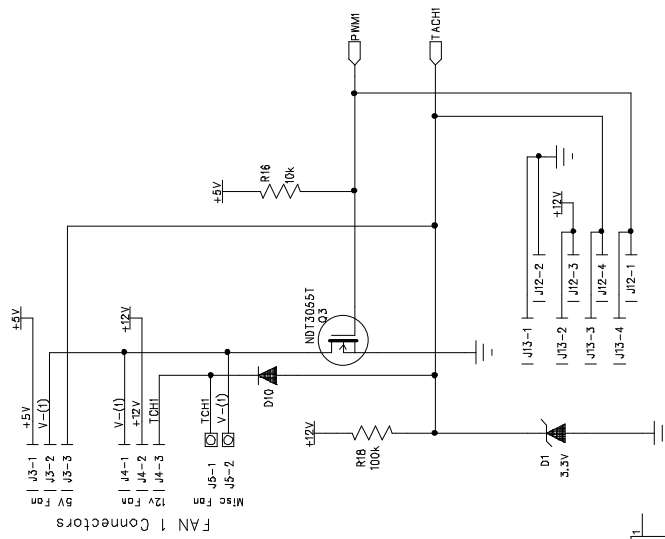 PWM1
TACH1
R16
10k
+5V
+12V
J12-2
J12-3
J12-4
J12-1
J13-1
J13-2
J13-3
J13-4
NDT3055T
Q3
+5V
+12V
+5V
V-(1)
V-(1)
+12V
TCH1
TCH1
V-(1)
D10
+12V
R18
100k
D1
3.3V
J3-1
J3-2
J3-3
J4-1
J4-2
J4-3
J5-1
J5-2
5V Fan
12v Fan
Misc Fan
FAN 1 Connectors
1